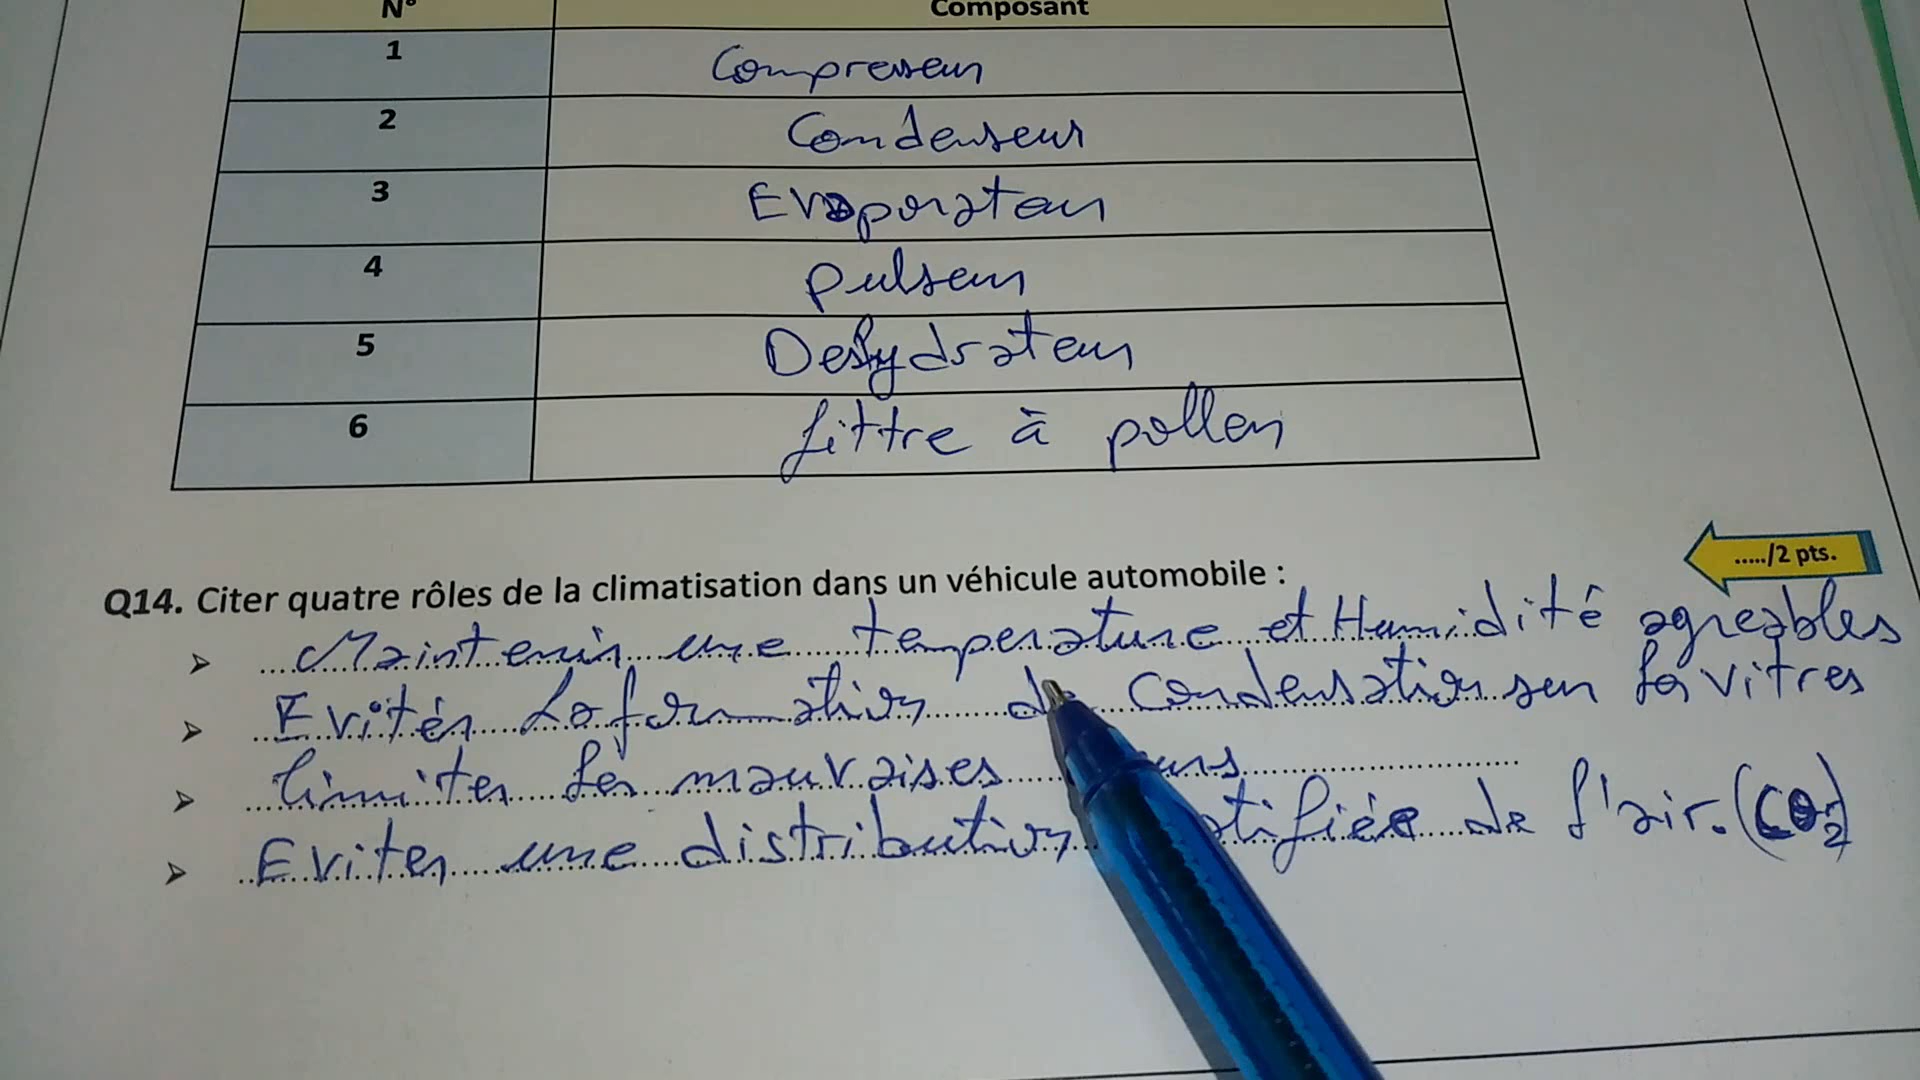 N° Composant
1 Compresseur
2 Condenseur
3 Evaporateur
4 pulseur
5 Deshydrateur
6 filtre à pollen
...../2 pts.
Q14. Citer quatre rôles de la climatisation dans un véhicule automobile :
➢ Maintenir une température et Humidité agreables
➢ Eviter La formation de condensation sur les vitres
➢ limiter les mauvaises
➢ Eviter une distribution de l'air. (CO2)